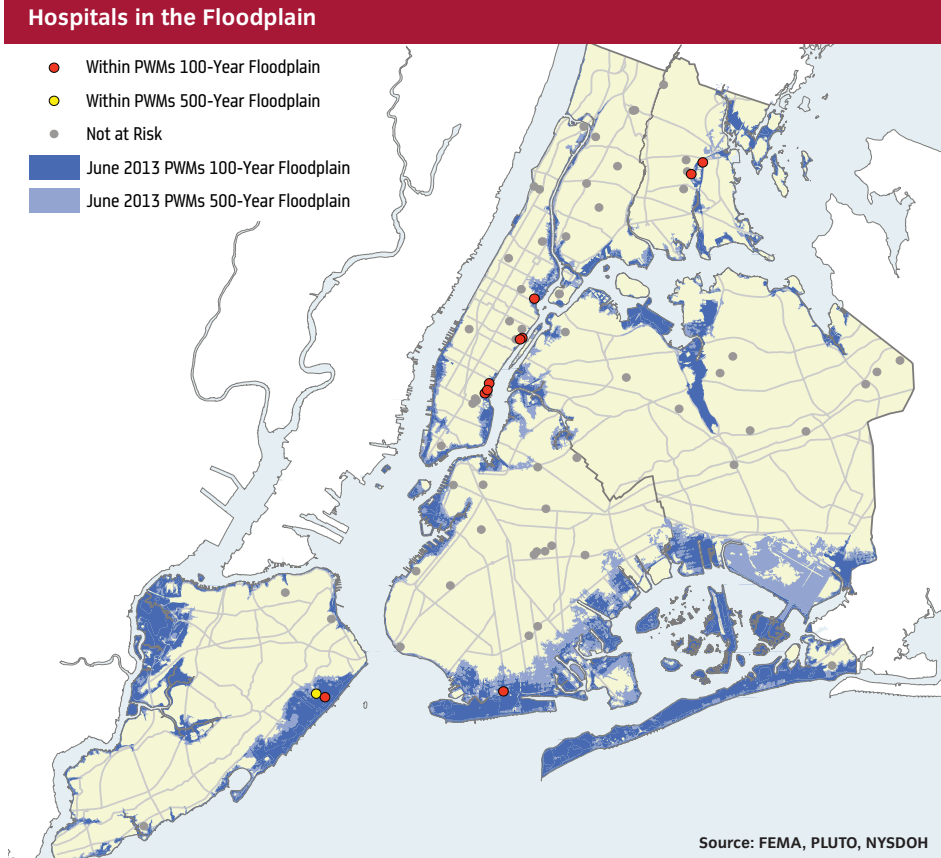 Hospitals in the Floodplain
Within PWMs 100-Year Floodplain
Within PWMs 500-Year Floodplain
Not at Risk
June 2013 PWMs 100-Year Floodplain
June 2013 PWMs 500-Year Floodplain
Source: FEMA, PLUTO, NYSDOH